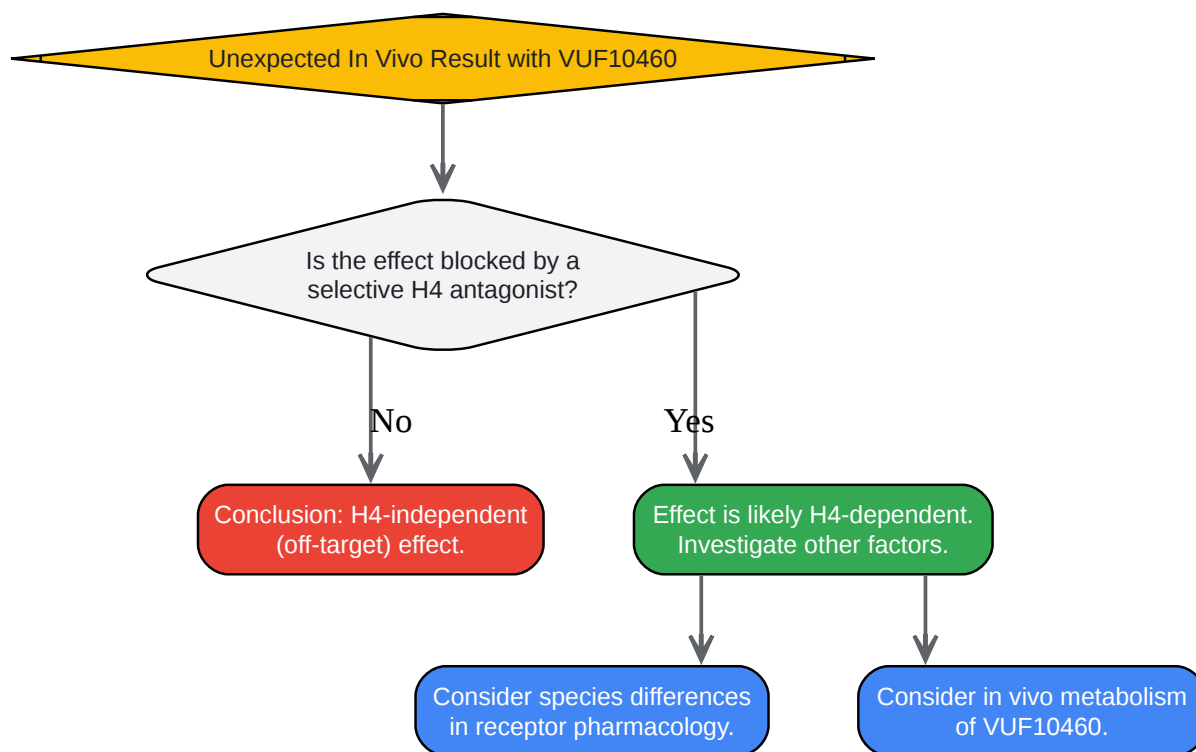 Unexpected In Vivo Result with VUF10460
Is the effect blocked by a
selective H4 antagonist?
No
Yes
Conclusion: H4-independent
(off-target) effect.
Effect is likely H4-dependent.
Investigate other factors.
Consider species differences
in receptor pharmacology.
Consider in vivo metabolism
of VUF10460.